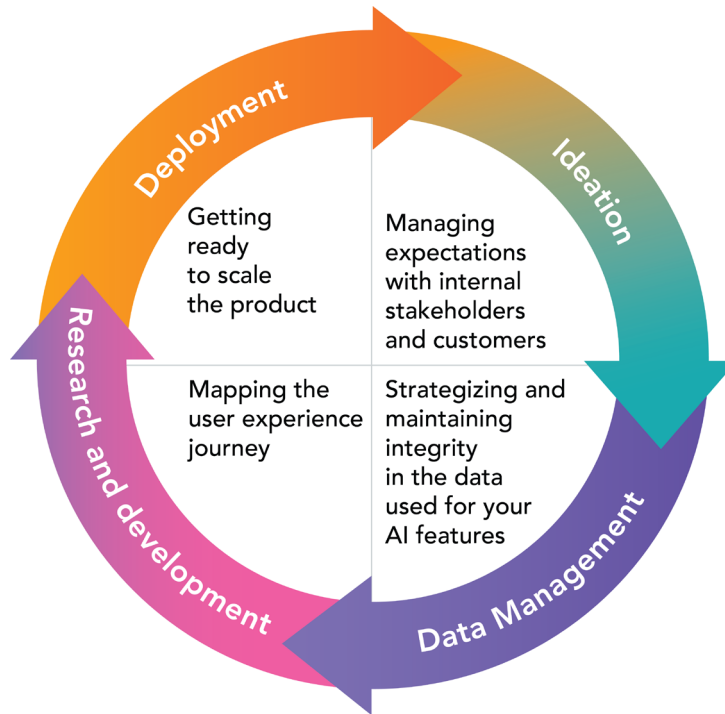 Deployment
Ideation
Getting
ready
to scale
the product
Managing
expectations
with internal
stakeholders
and customers
Research and development
Mapping the
user experience
journey
Strategizing and
maintaining
integrity
in the data
used for your
AI features
Data Management